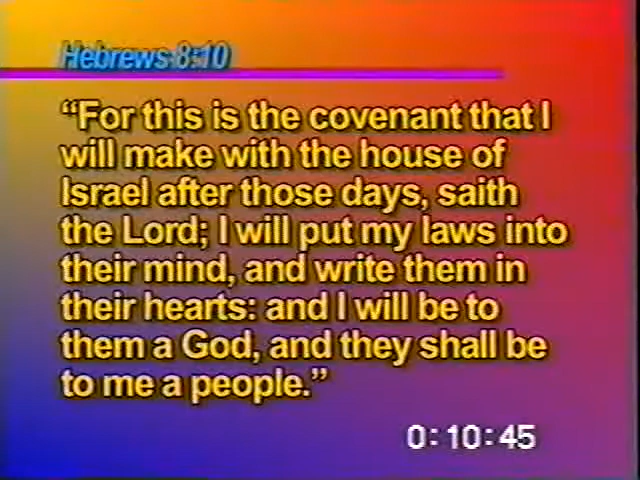 Hebrews 8:10
“For this is the covenant that I
will make with the house of
Israel after those days, saith
the Lord; I will put my laws into
their mind, and write them in
their hearts: and I will be to
them a God, and they shall be
to me a people.”
0:10:45